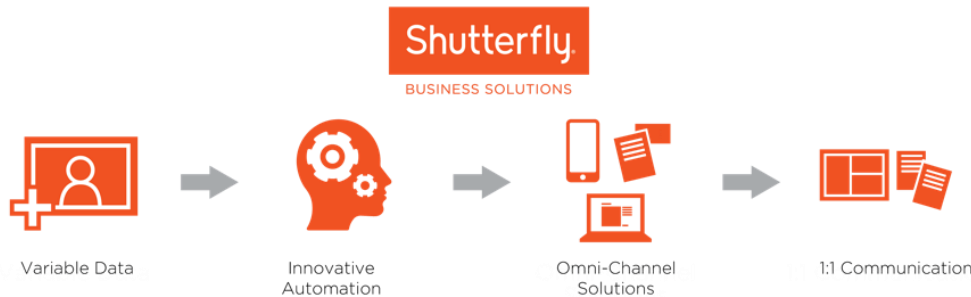 Shutterfly.
BUSINESS SOLUTIONS
Variable Data
Innovative
Automation
Omni-Channel
Solutions
1:1 Communication